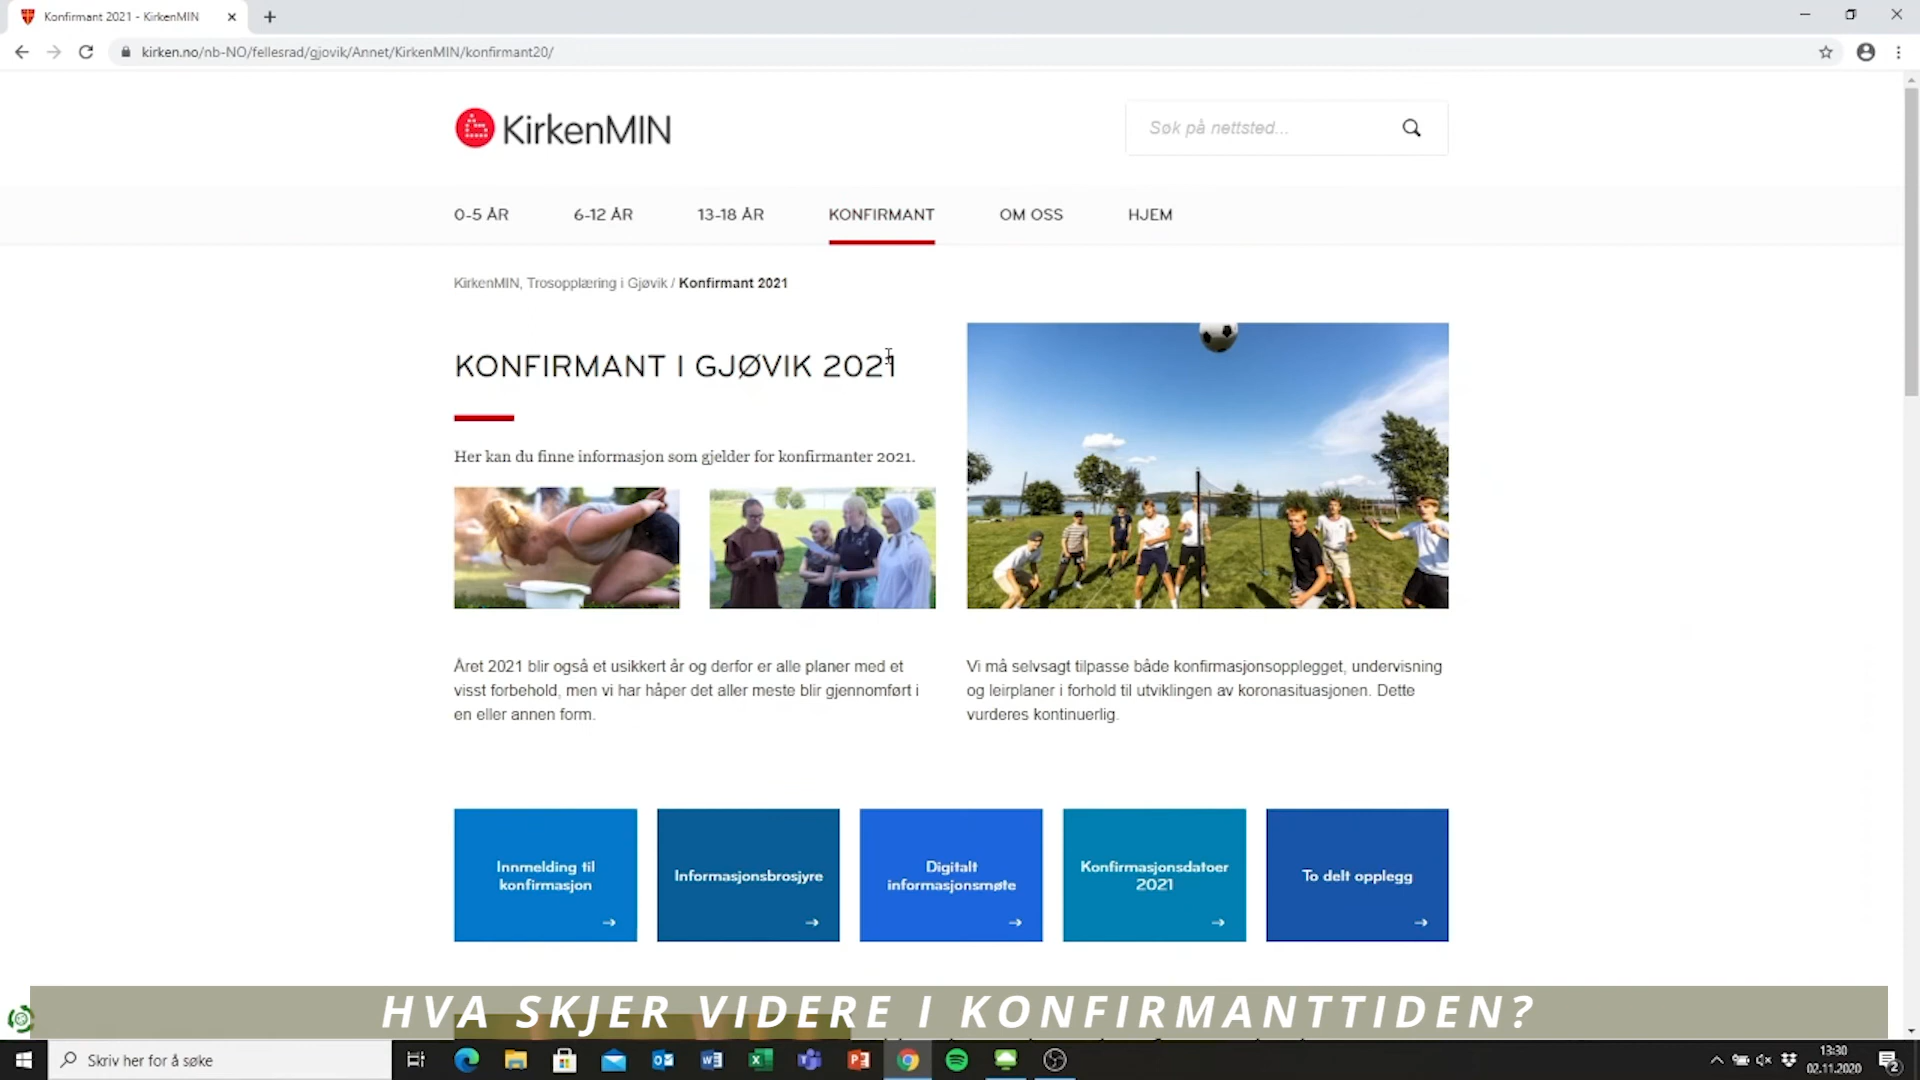 Konfirmant 2021 - KirkenMIN
kirken.no/nb-NO/fellesrad/gjovik/Annet/KirkenMIN/konfirmant20/
KirkenMIN
Søk på nettsted...
0-5 ÅR
6-12 ÅR
13-18 ÅR
KONFIRMANT
OM OSS
HJEM
KirkenMIN, Trosopplæring i Gjøvik / Konfirmant 2021
KONFIRMANT I GJØVIK 2021
Her kan du finne informasjon som gjelder for konfirmanter 2021.
Året 2021 blir også et usikkert år og derfor er alle planer med et
visst forbehold, men vi har håper det aller meste blir gjennomført i
en eller annen form.
Vi må selvsagt tilpasse både konfirmasjonsopplegget, undervisning
og leirplaner i forhold til utviklingen av koronasituasjonen. Dette
vurderes kontinuerlig.
Innmelding til
konfirmasjon
Informasjonsbrosjyre
Digitalt
informasjonsmøte
Konfirmasjonsdatoer
2021
To delt opplegg
HVA SKJER VIDERE I KONFIRMANTTIDEN?
Skriv her for å søke
13:30
02.11.2020
2